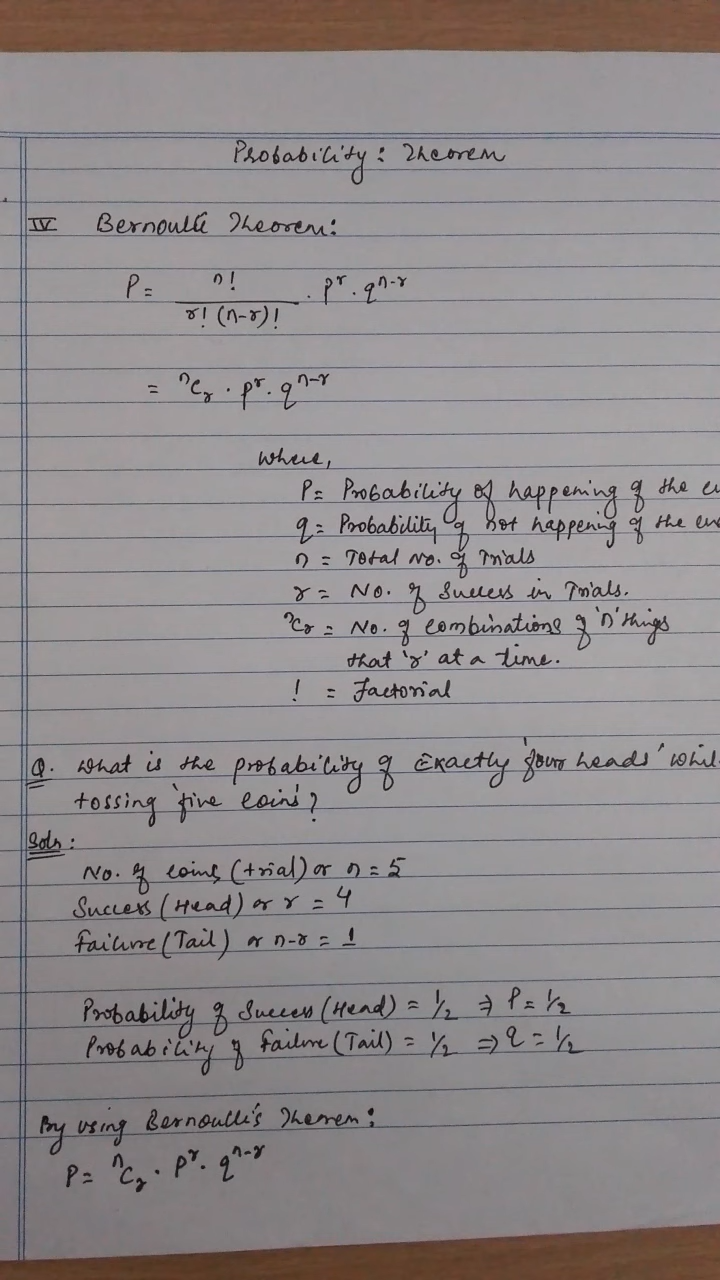 Probability : Theorem
IV Bernoulli Theorem:
P = n! / r! (n-r)! . p^r . q^n-r
= ⁿCᵣ . p^r . q^n-r
where,
P = Probability of happening of the
q = Probability of not happening of the
n = Total No. of Trials
r = No. of Success in Trials.
ⁿCᵣ = No. of combinations of 'n' things
that 'r' at a time.
! = Factorial
Q. What is the probability of Exactly 'four heads'
tossing 'five coins'?
Soln :
No. of coins (trial) or n = 5
Success (Head) or r = 4
Failure (Tail) or n-r = 1
Probability of Success (Head) = 1/2 ⇒ P = 1/2
Probability of Failure (Tail) = 1/2 ⇒ q = 1/2
By using Bernoulli's Theorem :
P = ⁿCᵣ . p^r . q^n-r